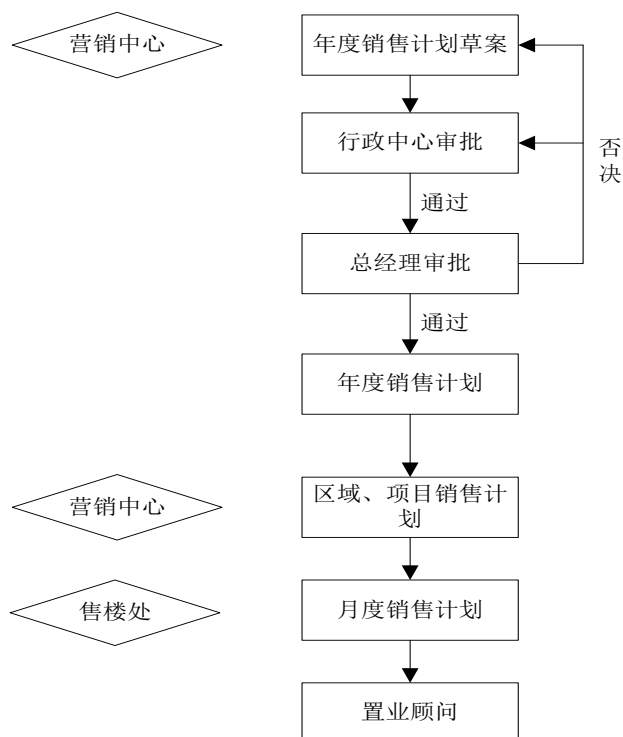 营销中心
年度销售计划草案
行政中心审批
否
决
通过
总经理审批
通过
年度销售计划
营销中心
区域、项目销售计
划
售楼处
月度销售计划
置业顾问